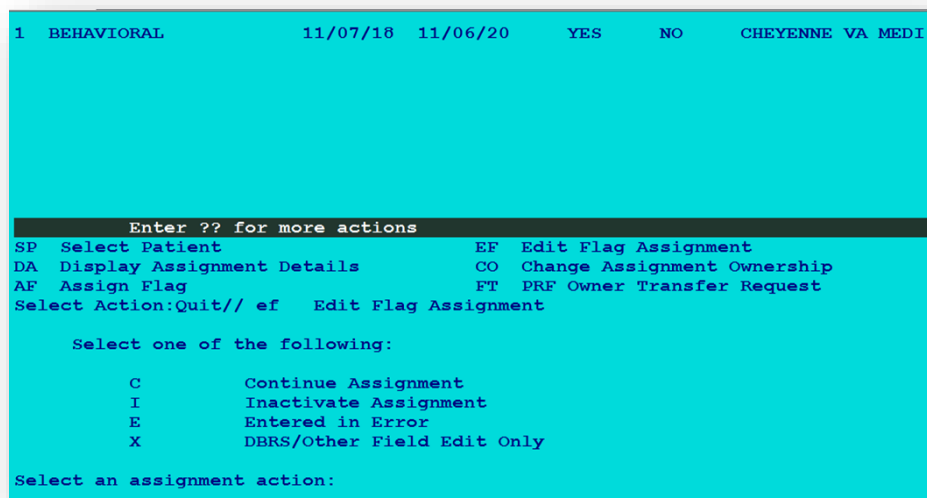 1 BEHAVIORAL 11/07/18 11/06/20 YES NO CHEYENNE VA MEDI
Enter ?? for more actions
SP Select Patient EF Edit Flag Assignment
DA Display Assignment Details CO Change Assignment Ownership
AF Assign Flag FT PRF Owner Transfer Request
Select Action:Quit// ef Edit Flag Assignment
Select one of the following:
C Continue Assignment
I Inactivate Assignment
E Entered in Error
X DBRS/Other Field Edit Only
Select an assignment action: